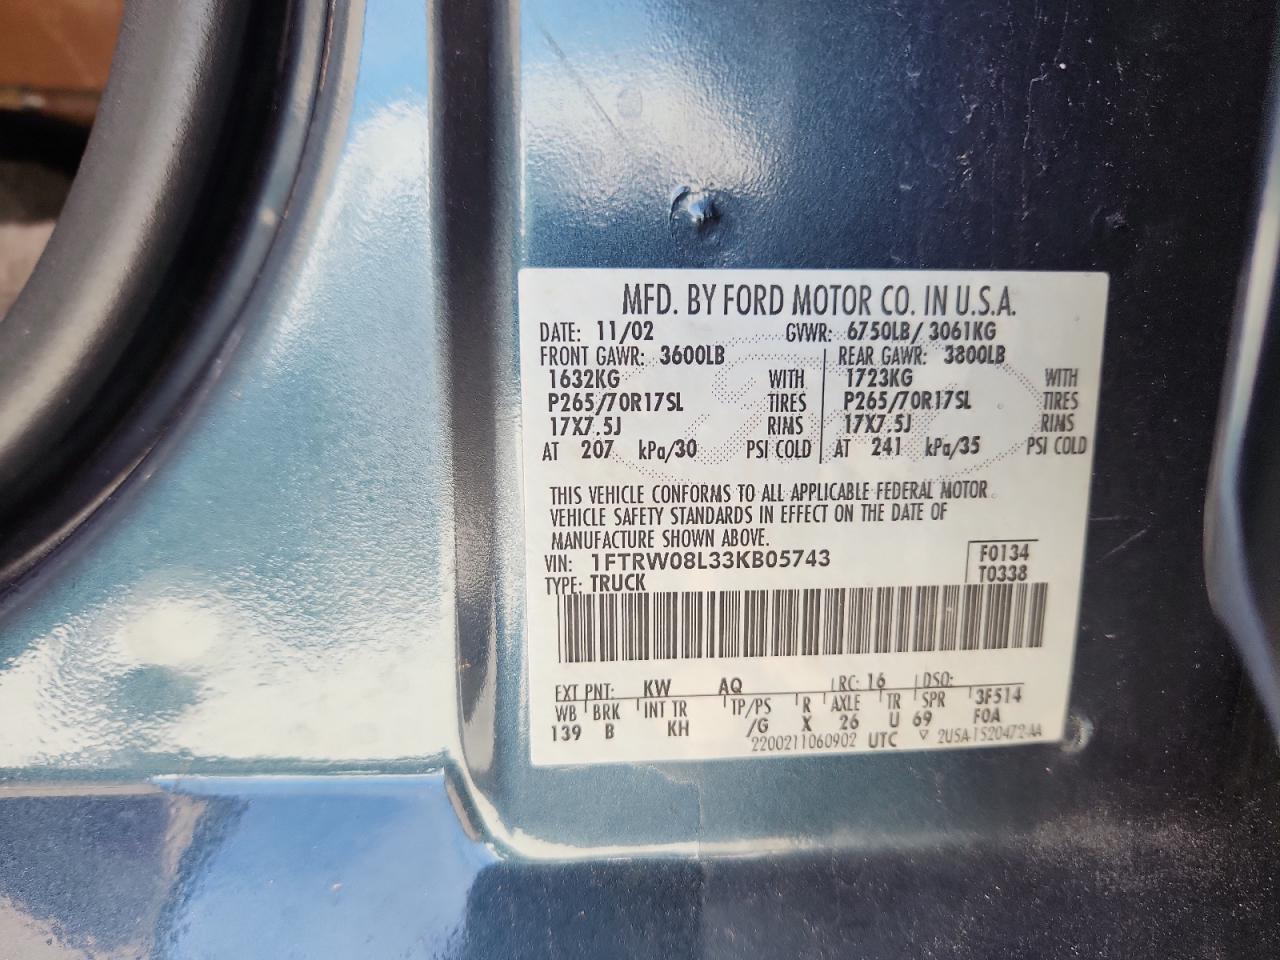 MFD. BY FORD MOTOR CO. IN U.S.A.
DATE: 11/02 GVWR: 6750LB/ 3061KG
FRONT GAWR: 3600LB REAR GAWR: 3800LB
1632KG WITH 1723KG WITH
P265/70R17SL TIRES P265/70R17SL TIRES
17X7.5J RIMS 17X7.5J RIMS
AT 207 kPa/30 PSI COLD AT 241 kPa/35 PSI COLD
THIS VEHICLE CONFORMS TO ALL APPLICABLE FEDERAL MOTOR
VEHICLE SAFETY STANDARDS IN EFFECT ON THE DATE OF
MANUFACTURE SHOWN ABOVE.
VIN: 1FTRW08L33KB05743 F0134
TYPE: TRUCK T0338
EXT PNT: KW AQ RC: 16 DSO:
WB BRK INT TR TP/PS R AXLE TR SPR 3F514
139 B KH /G X 26 U 69 FOA
2200211060902 UTC ▽ 2USA-1520472-AA